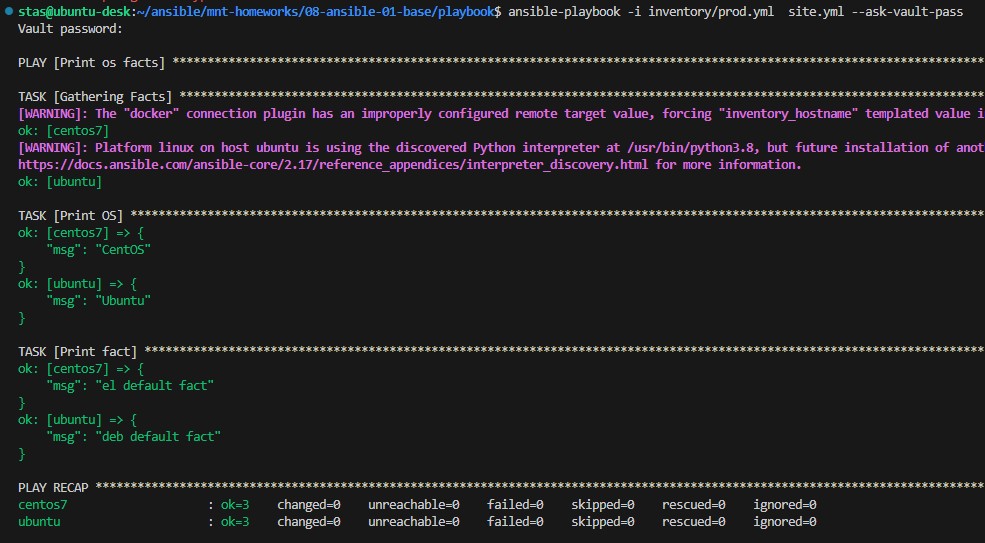 stas@ubuntu-desk:~/ansible/mnt-homeworks/08-ansible-01-base/playbook$ ansible-playbook -i inventory/prod.yml  site.yml --ask-vault-pass
Vault password:
PLAY [Print os facts] ****************************************************************************************************
TASK [Gathering Facts] ***************************************************************************************************
[WARNING]: The "docker" connection plugin has an improperly configured remote target value, forcing "inventory_hostname" templated value i
ok: [centos7]
[WARNING]: Platform linux on host ubuntu is using the discovered Python interpreter at /usr/bin/python3.8, but future installation of anot
https://docs.ansible.com/ansible-core/2.17/reference_appendices/interpreter_discovery.html for more information.
ok: [ubuntu]
TASK [Print OS] **********************************************************************************************************
ok: [centos7] => {
    "msg": "CentOS"
}
ok: [ubuntu] => {
    "msg": "Ubuntu"
}
TASK [Print fact] ********************************************************************************************************
ok: [centos7] => {
    "msg": "el default fact"
}
ok: [ubuntu] => {
    "msg": "deb default fact"
}
PLAY RECAP ***************************************************************************************************************
centos7                    : ok=3    changed=0    unreachable=0    failed=0    skipped=0    rescued=0    ignored=0
ubuntu                     : ok=3    changed=0    unreachable=0    failed=0    skipped=0    rescued=0    ignored=0